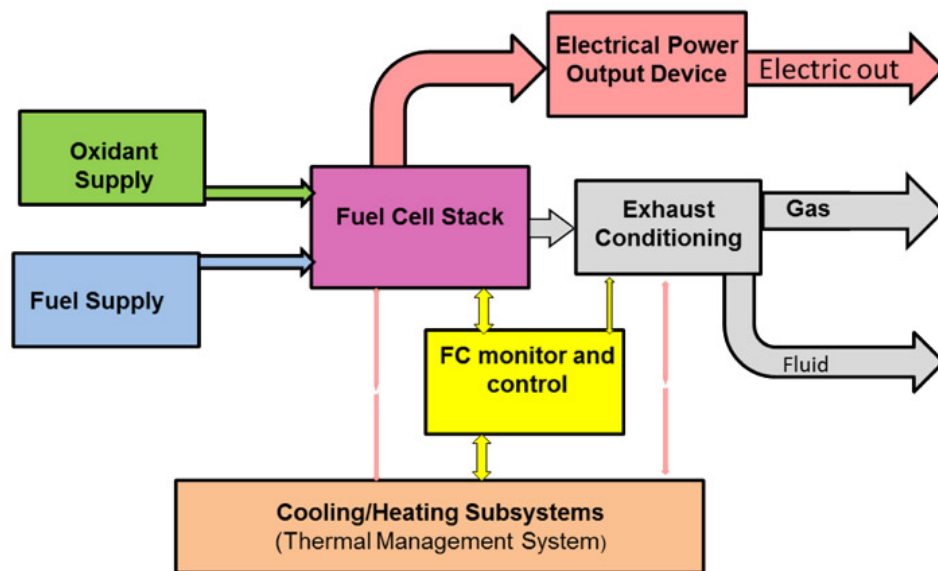 Electrical Power
Output Device
Electric out
Oxidant
Supply
Fuel Cell Stack
Exhaust
Conditioning
Gas
Fuel Supply
FC monitor and
control
Fluid
Cooling/Heating Subsystems
(Thermal Management System)